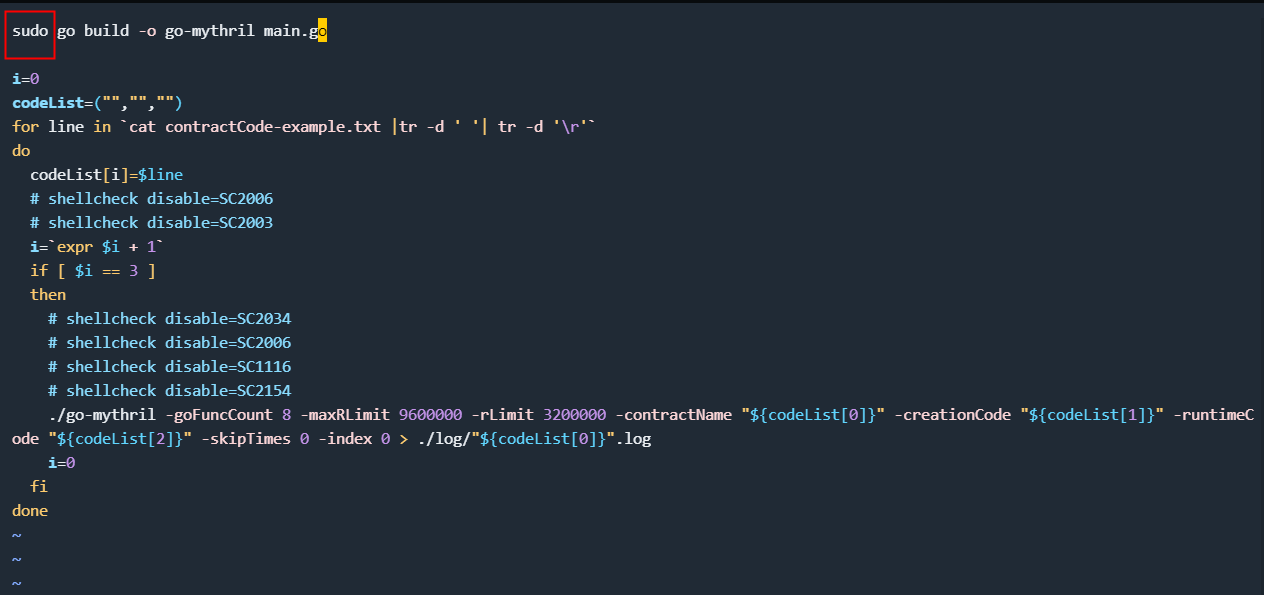 sudo go build -o go-mythril main.go
i=0
codeList=("","","")
for line in `cat contractCode-example.txt |tr -d ' '| tr -d '\r'`
do
  codeList[i]=$line
  # shellcheck disable=SC2006
  # shellcheck disable=SC2003
  i=`expr $i + 1`
  if [ $i == 3 ]
  then
    # shellcheck disable=SC2034
    # shellcheck disable=SC2006
    # shellcheck disable=SC1116
    # shellcheck disable=SC2154
    ./go-mythril -goFuncCount 8 -maxRLimit 9600000 -rLimit 3200000 -contractName "${codeList[0]}" -creationCode "${codeList[1]}" -runtimeC
ode "${codeList[2]}" -skipTimes 0 -index 0 > ./log/"${codeList[0]}".log
    i=0
  fi
done
~
~
~